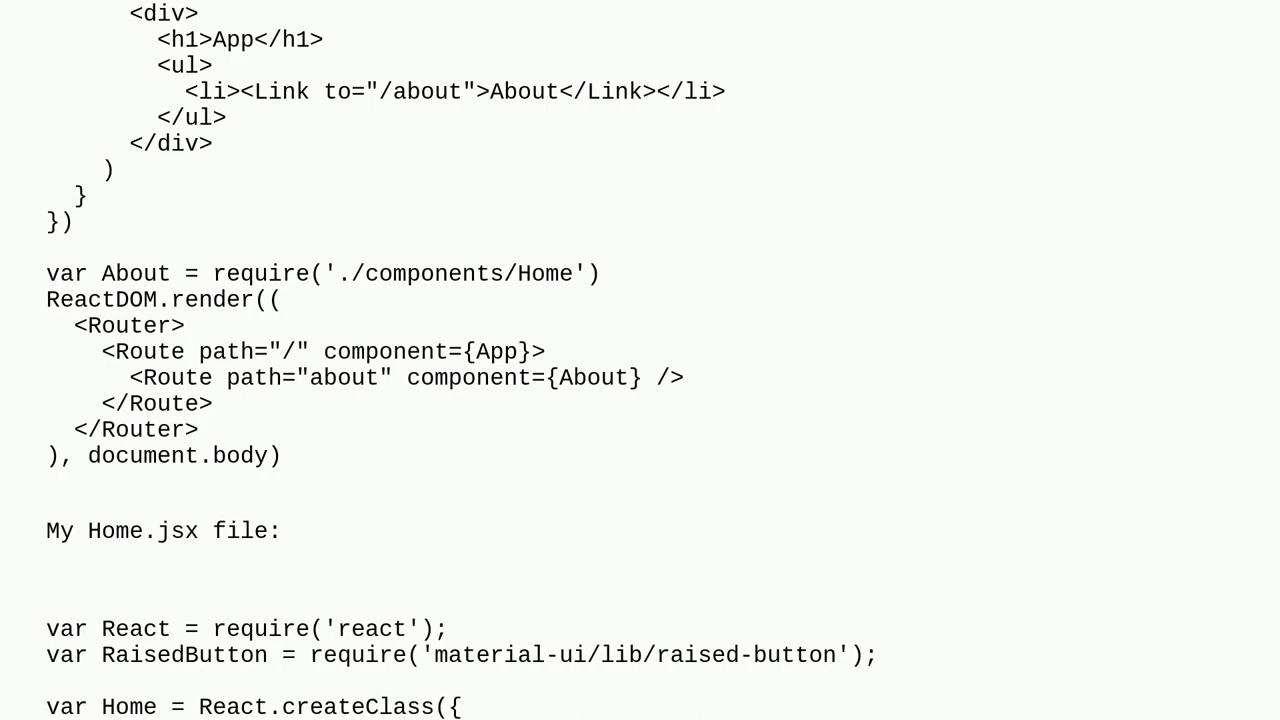 <div>
<h1>App</h1>
<ul>
<li><Link to="/about">About</Link></li>
</ul>
</div>
)
}
})
var About = require('./components/Home')
ReactDOM.render((
<Router>
<Route path="/" component={App}>
<Route path="about" component={About} />
</Route>
</Router>
), document.body)
My Home.jsx file:
var React = require('react');
var RaisedButton = require('material-ui/lib/raised-button');
var Home = React.createClass({